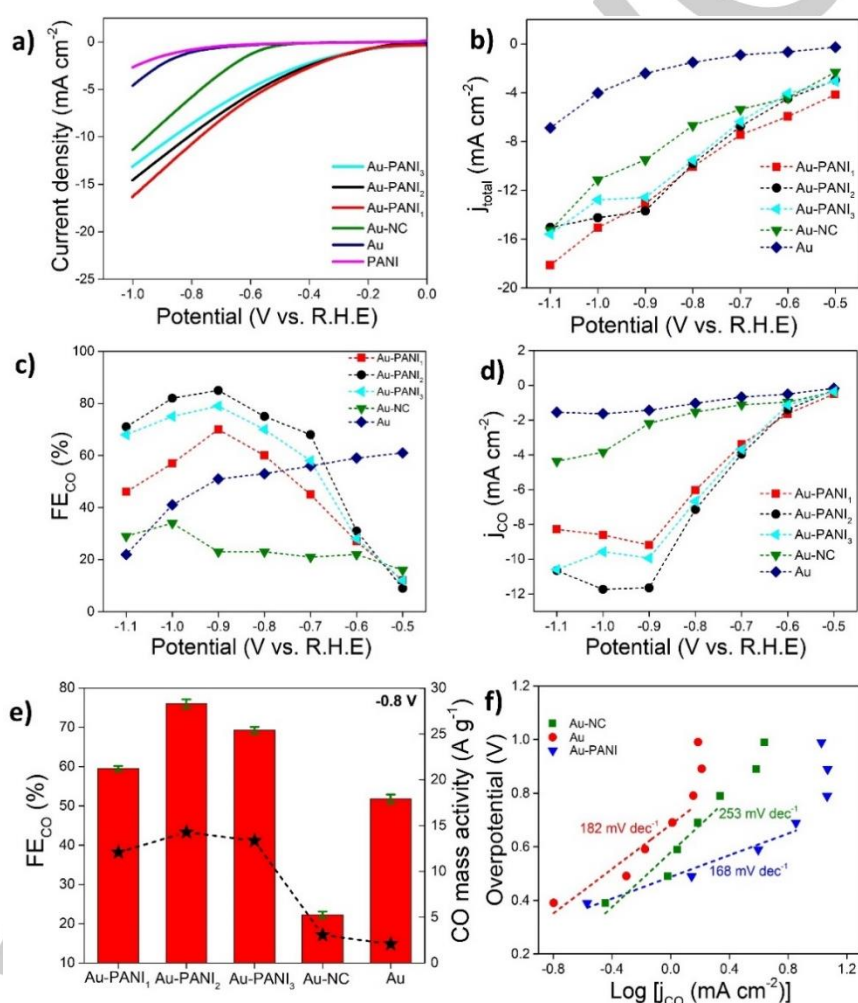 a)
Current density (mA cm⁻²)
0
-5
-10
-15
-20
-25
Au-PANI₃
Au-PANI₂
Au-PANI₁
Au-NC
Au
PANI
-1.0 -0.8 -0.6 -0.4 -0.2 0.0
Potential (V vs. R.H.E)
b)
j_total (mA cm⁻²)
0
-4
-8
-12
-16
-20
Au-PANI₁
Au-PANI₂
Au-PANI₃
Au-NC
Au
-1.1 -1.0 -0.9 -0.8 -0.7 -0.6 -0.5
Potential (V vs. R.H.E)
c)
FE_CO (%)
100
80
60
40
20
0
Au-PANI₁
Au-PANI₂
Au-PANI₃
Au-NC
Au
-1.1 -1.0 -0.9 -0.8 -0.7 -0.6 -0.5
Potential (V vs. R.H.E)
d)
j_CO (mA cm⁻²)
2
0
-2
-4
-6
-8
-10
-12
Au-PANI₁
Au-PANI₂
Au-PANI₃
Au-NC
Au
-1.1 -1.0 -0.9 -0.8 -0.7 -0.6 -0.5
Potential (V vs. R.H.E)
e)
FE_CO (%)
80
70
60
50
40
30
20
10
-0.8 V
30
25
20
15
10
5
0
CO mass activity (A g⁻¹)
Au-PANI₁ Au-PANI₂ Au-PANI₃ Au-NC Au
f)
Overpotential (V)
1.2
1.0
0.8
0.6
0.4
0.2
Au-NC
Au
Au-PANI
182 mV dec⁻¹
253 mV dec⁻¹
168 mV dec⁻¹
-0.8 -0.4 0.0 0.4 0.8 1.2
Log [j_CO (mA cm⁻²)]